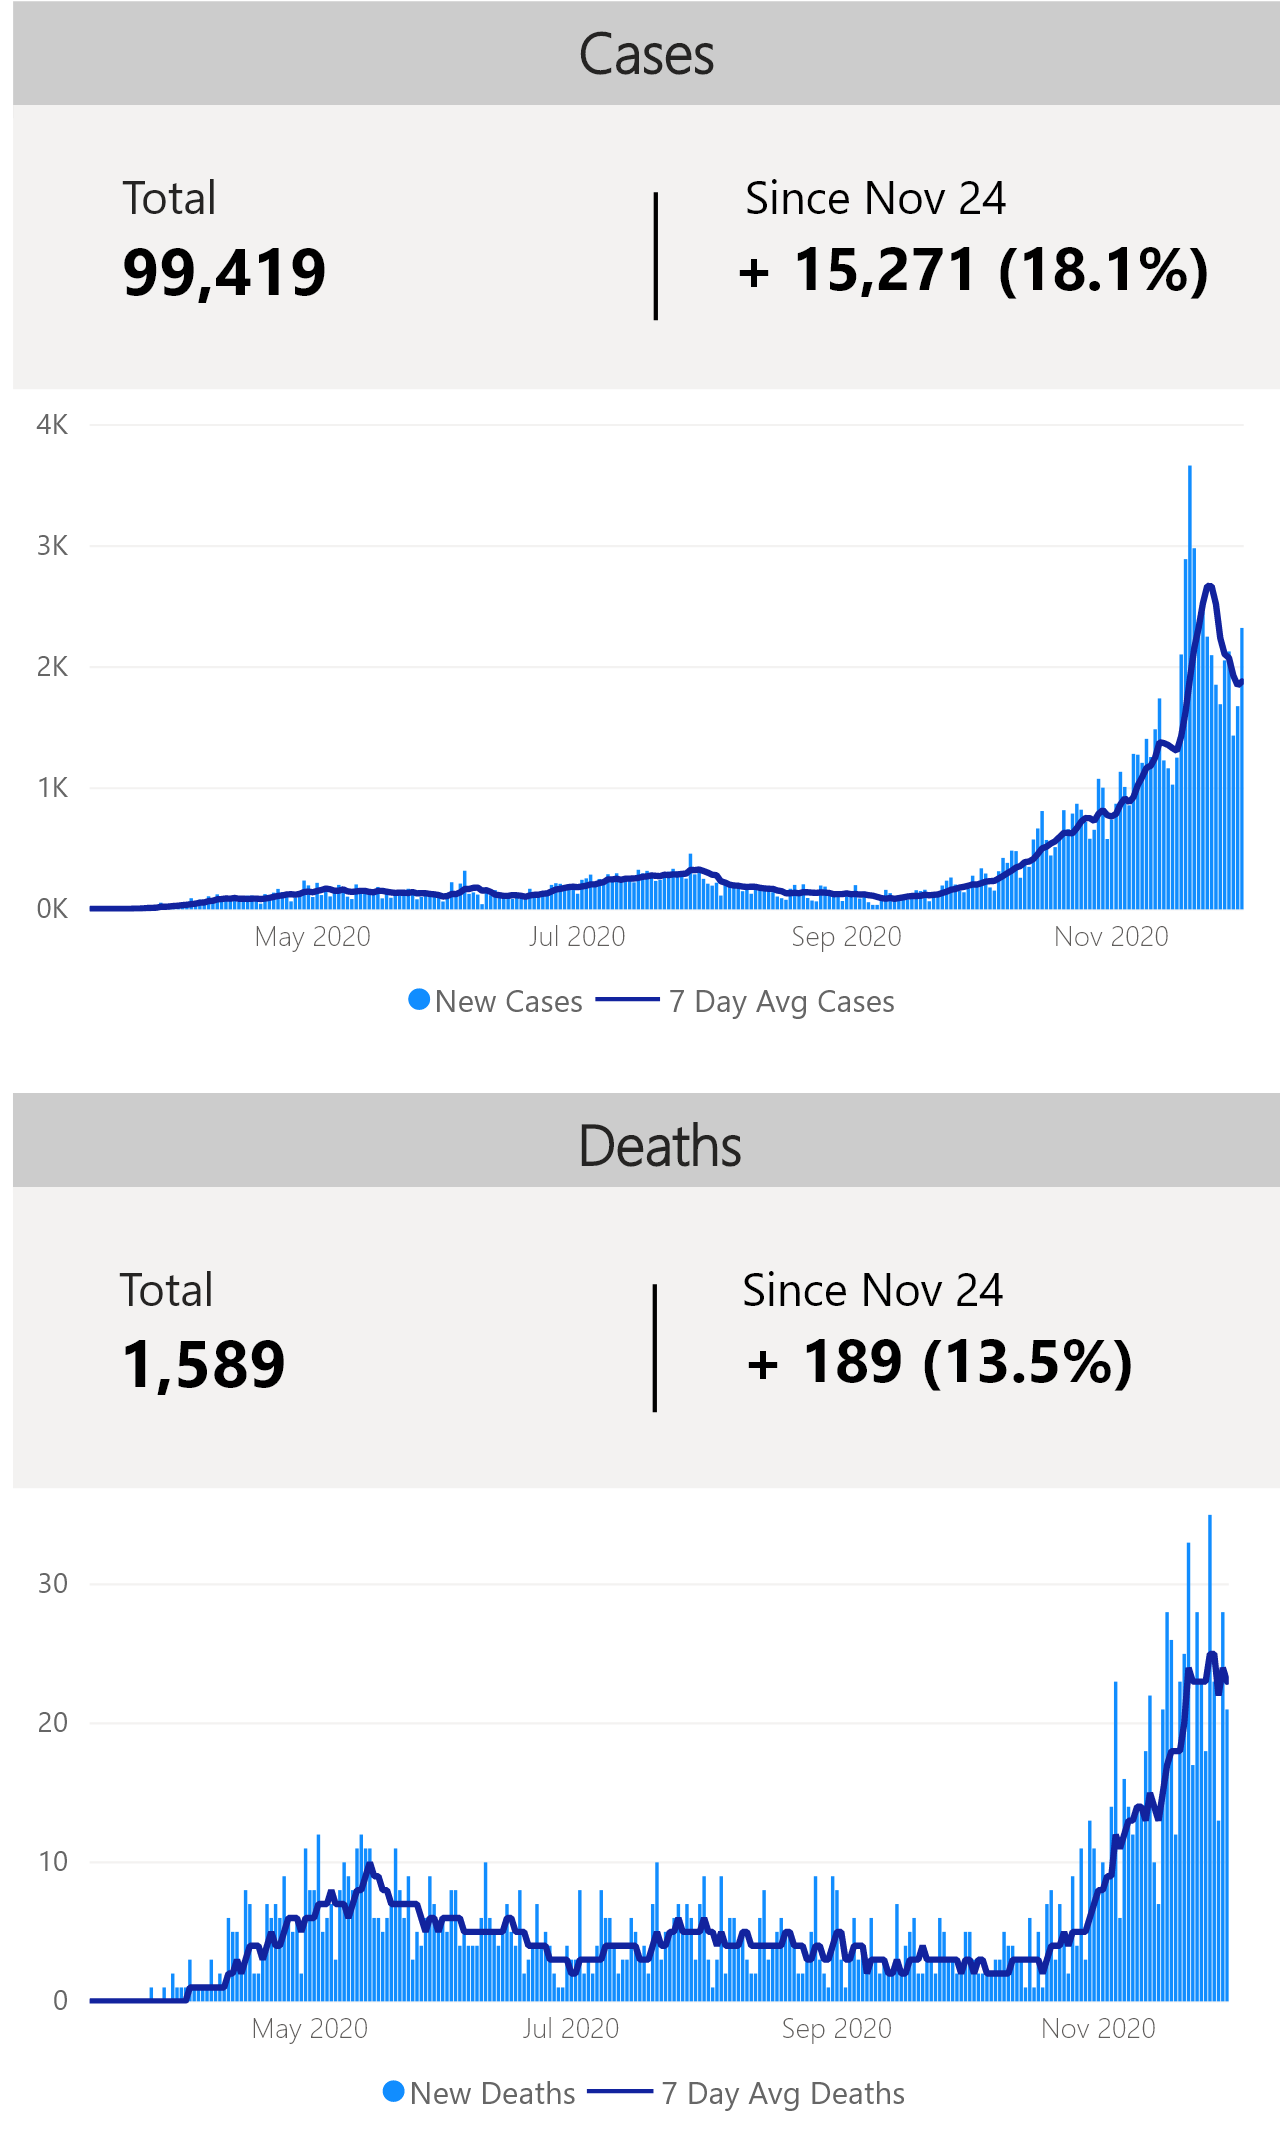 Cases
Total
Since Nov 24
99,419
+ 15,271 (18.1%)
4K
3K
2K
1K
0K
May 2020 Jul 2020 Sep 2020 Nov 2020
New Cases 7 Day Avg Cases
Deaths
Total
Since Nov 24
1,589
+ 189 (13.5%)
30
20
10
0
May 2020 Jul 2020 Sep 2020 Nov 2020
New Deaths 7 Day Avg Deaths